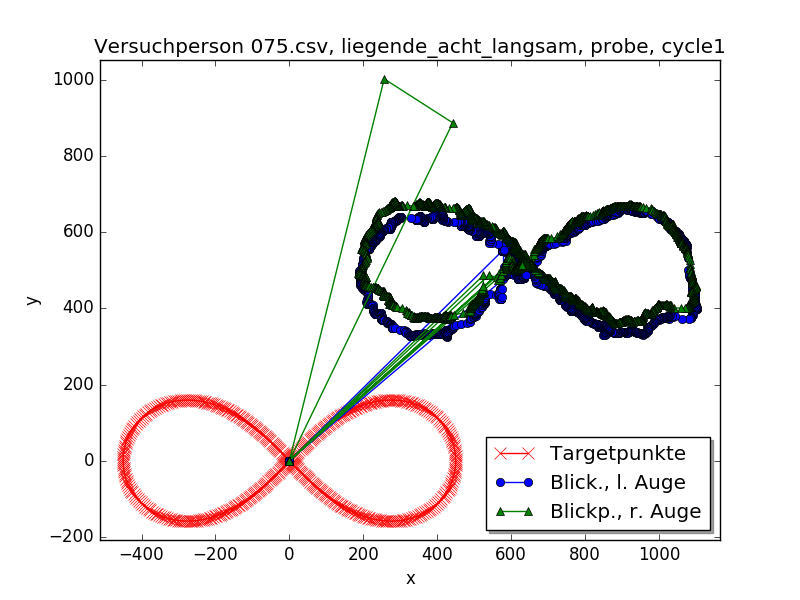 Versuchperson 075.csv, liegende_acht_langsam, probe, cycle1
1000
800
600
400
200
0
−200
y
−400
−200
0
200
400
600
800
1000
x
Targetpunkte
Blick., l. Auge
Blickp., r. Auge